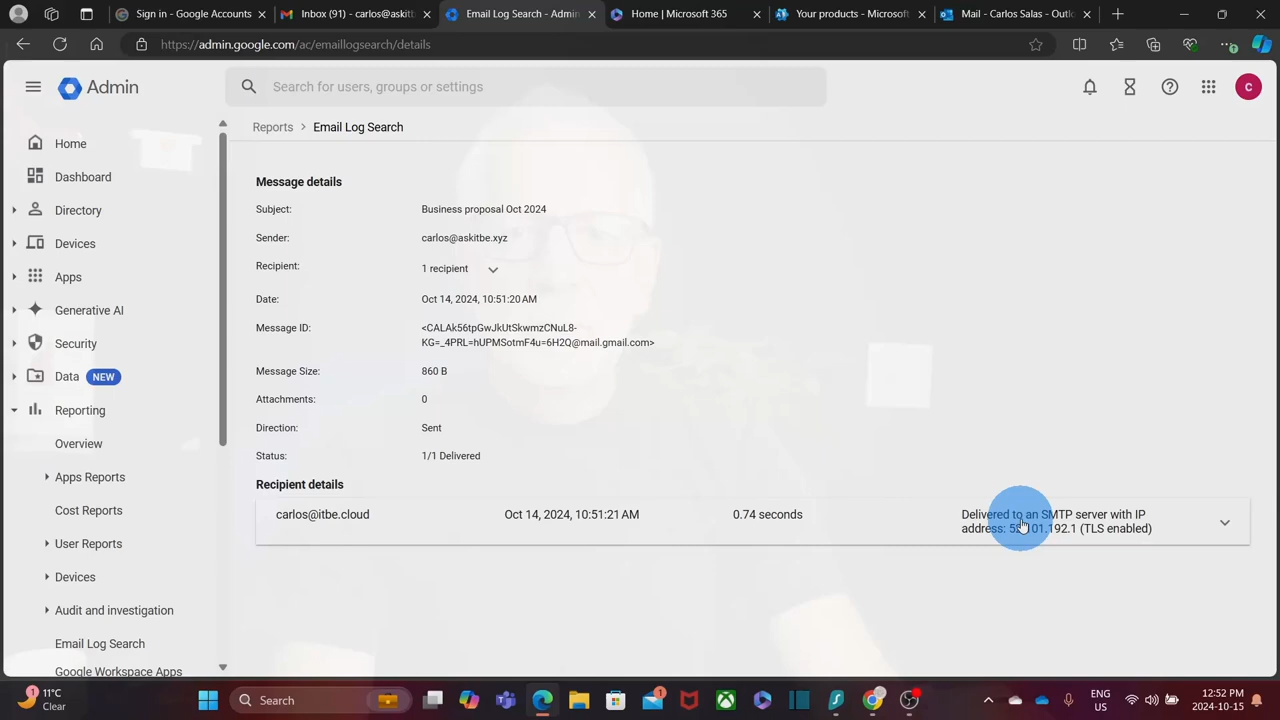 Sign in - Google Accounts
Inbox (91) - carlos@askitb
Email Log Search - Admin
Home | Microsoft 365
Your products - Microsoft
Mail - Carlos Salas - Outlo
https://admin.google.com/ac/emaillogsearch/details
Admin
Search for users, groups or settings
C
Home
Dashboard
Directory
Devices
Apps
Generative AI
Security
Data NEW
Reporting
Overview
Apps Reports
Cost Reports
User Reports
Devices
Audit and investigation
Email Log Search
Google Workspace Apps
Reports > Email Log Search
Message details
Subject: Business proposal Oct 2024
Sender: carlos@askitbe.xyz
Recipient: 1 recipient
Date: Oct 14, 2024, 10:51:20 AM
Message ID: <CALAk56tpGwJkUtSkwmzCNuL8-
KG=_4PRL=hUPMSotmF4u=6H2Q@mail.gmail.com>
Message Size: 860 B
Attachments: 0
Direction: Sent
Status: 1/1 Delivered
Recipient details
carlos@itbe.cloud Oct 14, 2024, 10:51:21 AM 0.74 seconds Delivered to an SMTP server with IP
address: 01.192.1 (TLS enabled)
1
11°C
Clear
Search
1
ENG
US
12:52 PM
2024-10-15